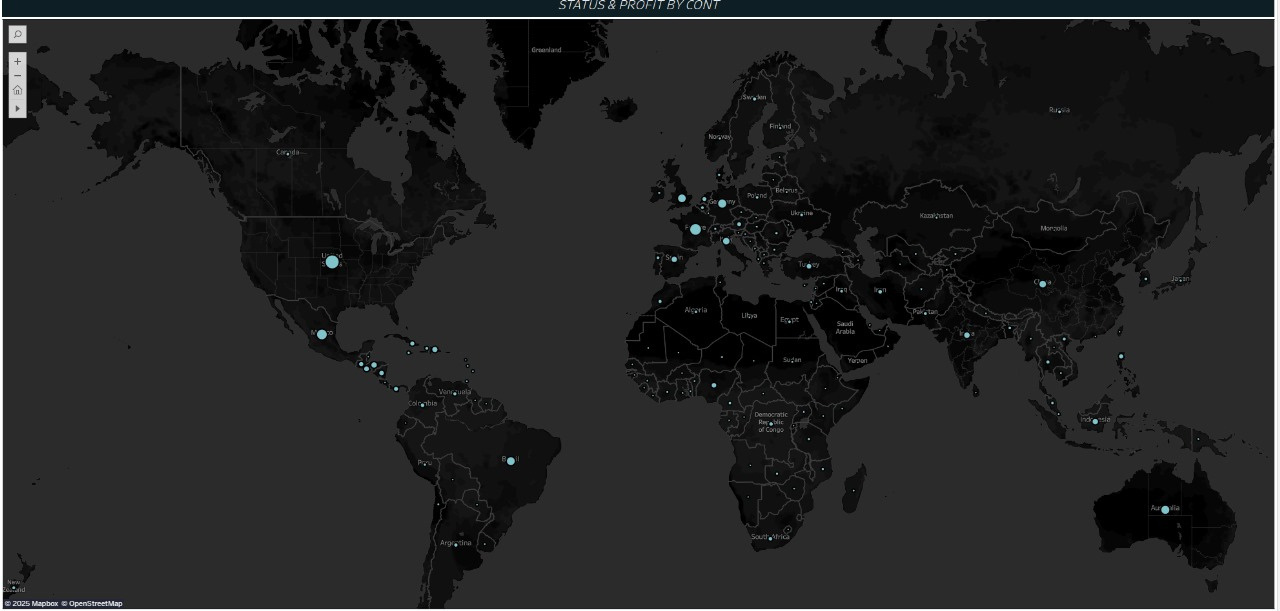 STATUS & PROFIT BY CONT
Greenland
Sweden
Russia
Norway
Finland
Canada
Poland
Belarus
Ukraine
Kazakhstan
Mongolia
Spain
Turkey
Japan
Iraq
Iran
Algeria
Libya
Egypt
Saudi
Arabia
Pakistan
Sudan
Yemen
Venezuela
Colombia
Democratic
Republic
of Congo
Indonesia
Peru
Argentina
South Africa
Australia
New
Zealand
© 2025 Mapbox © OpenStreetMap